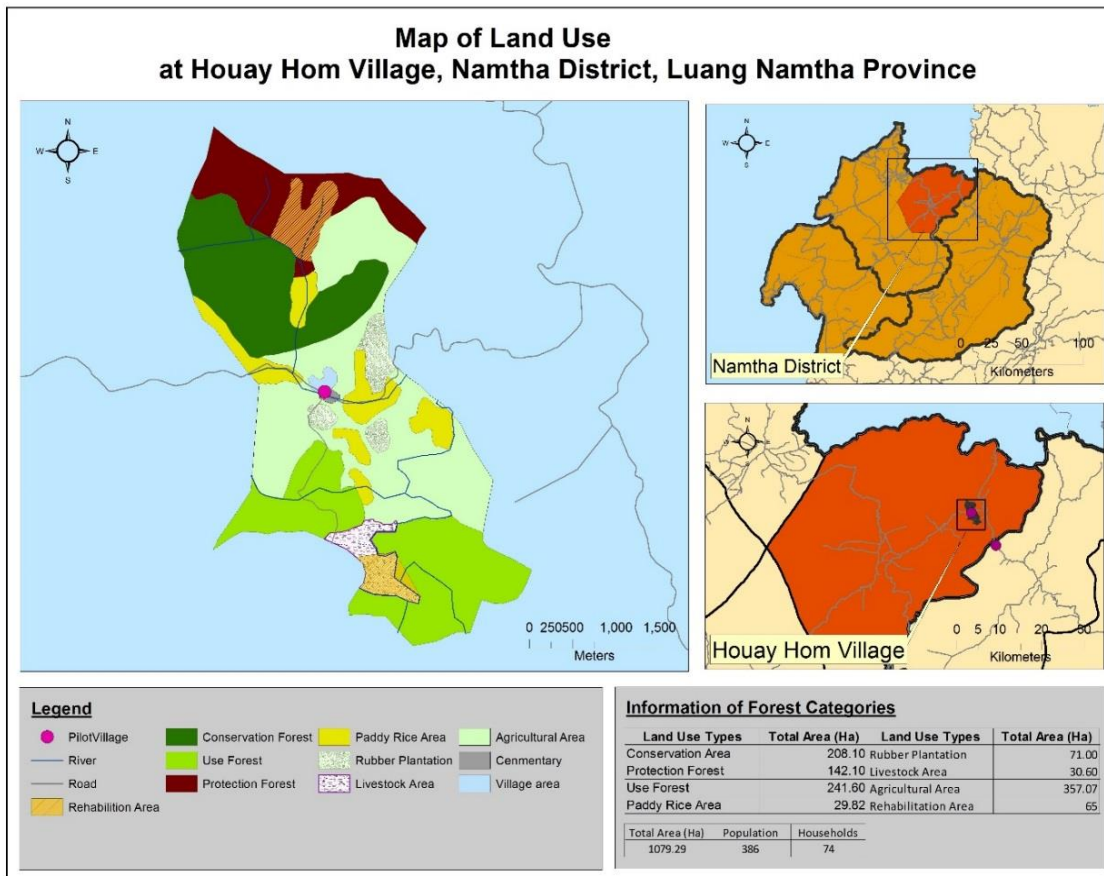 Map of Land Use
at Houay Hom Village, Namtha District, Luang Namtha Province
N
W E
S
0 250500 1,000 1,500
Meters
N
W E
S
0 25 50 100
Kilometers
Namtha District
N
W E
S
0 5 10 20 30
Kilometers
Houay Hom Village
Legend
PilotVillage
River
Road
Rehabilition Area
Conservation Forest
Use Forest
Protection Forest
Paddy Rice Area
Rubber Plantation
Livestock Area
Agricultural Area
Cenmentary
Village area
Information of Forest Categories
Land Use Types Total Area (Ha) Land Use Types Total Area (Ha)
Conservation Area 208.10 Rubber Plantation 71.00
Protection Forest 142.10 Livestock Area 30.60
Use Forest 241.60 Agricultural Area 357.07
Paddy Rice Area 29.82 Rehabilitation Area 65
Total Area (Ha) Population Households
1079.29 386 74